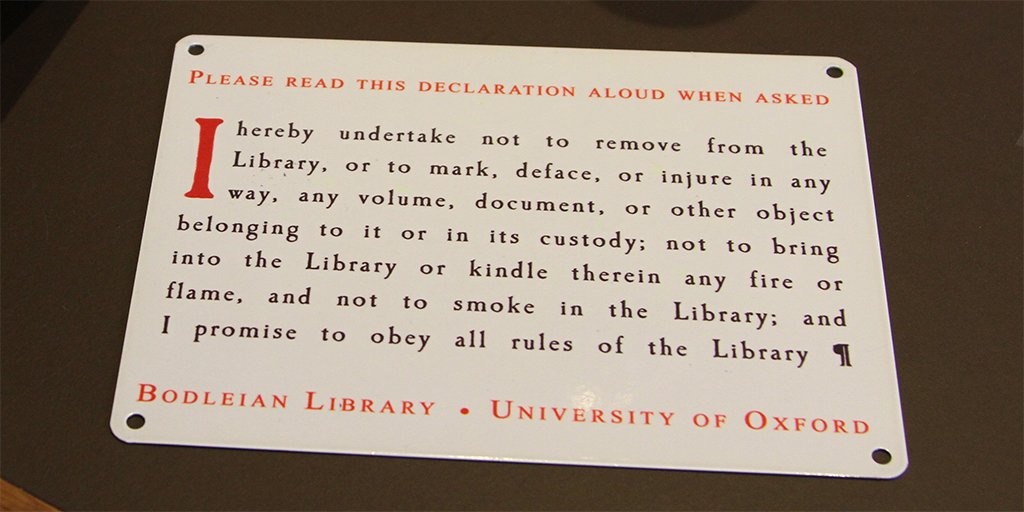 PLEASE READ THIS DECLARATION ALOUD WHEN ASKED
I hereby undertake not to remove from the
Library, or to mark, deface, or injure in any
way, any volume, document, or other object
belonging to it or in its custody; not to bring
into the Library or kindle therein any fire or
flame, and not to smoke in the Library; and
I promise to obey all rules of the Library ¶
BODLEIAN LIBRARY • UNIVERSITY OF OXFORD